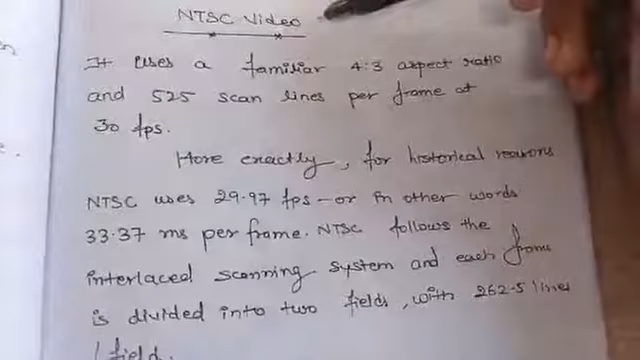 NTSC Video
It uses a familiar 4:3 aspect ratio
and 525 scan lines per frame at
30 fps.
More exactly, for historical reasons
NTSC uses 29.97 fps - or in other words
33.37 ms per frame. NTSC follows the
interlaced scanning system and each frame
is divided into two fields, with 262.5 lines
/ field.